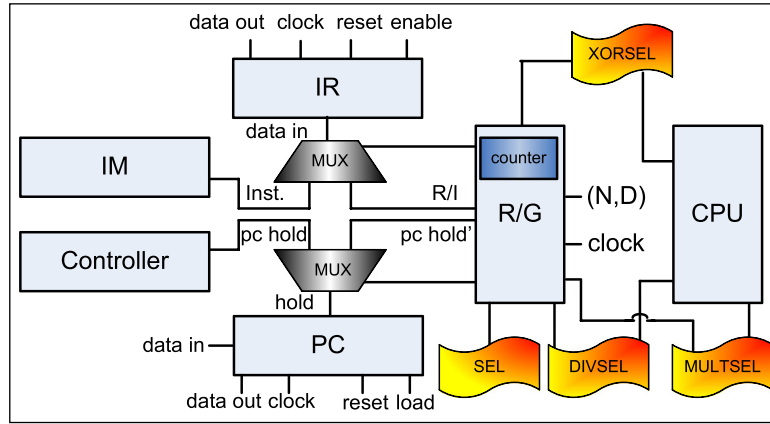 data out clock reset enable
XORSEL
IR
data in
MUX
counter
IM
Inst.
R/I
R/G
(N,D)
CPU
pc hold
pc hold’
clock
Controller
MUX
hold
data in
PC
SEL
DIVSEL
MULTSEL
data out clock reset load